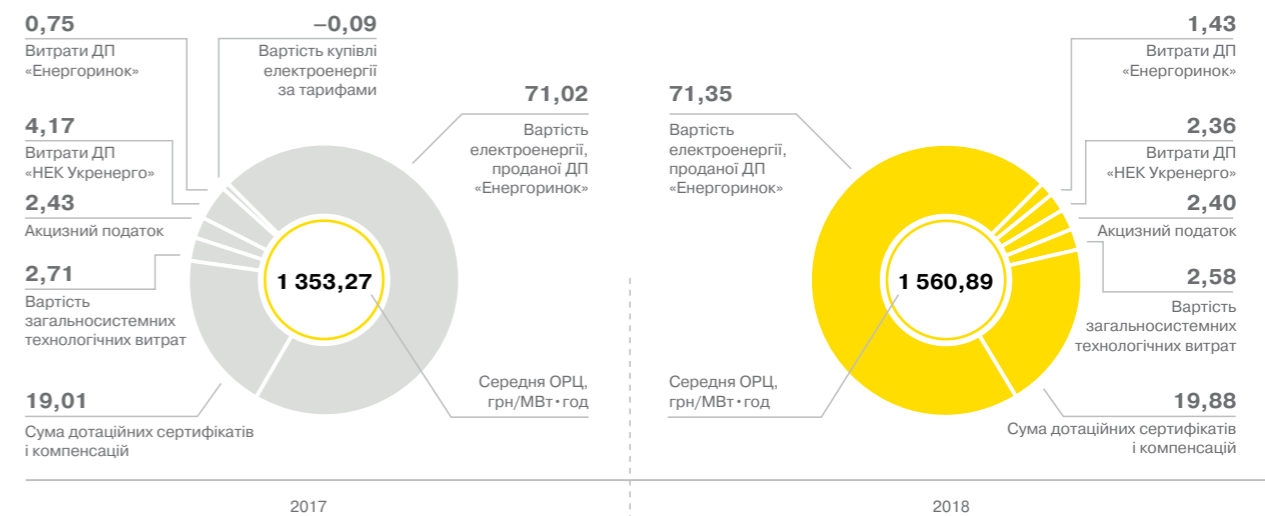 0,75
Витрати ДП
«Енергоринок»
–0,09
Вартість купівлі
електроенергії
за тарифами
4,17
Витрати ДП
«НЕК Укренерго»
2,43
Акцизний податок
2,71
Вартість
загальносистемних
технологічних витрат
19,01
Сума дотаційних сертифікатів
і компенсацій
71,02
Вартість
електроенергії,
проданої ДП
«Енергоринок»
1 353,27
Середня ОРЦ,
грн/МВт•год
2017
71,35
Вартість
електроенергії,
проданої ДП
«Енергоринок»
1 560,89
Середня ОРЦ,
грн/МВт•год
1,43
Витрати ДП
«Енергоринок»
2,36
Витрати ДП
«НЕК Укренерго»
2,40
Акцизний податок
2,58
Вартість
загальносистемних
технологічних витрат
19,88
Сума дотаційних сертифікатів
і компенсацій
2018